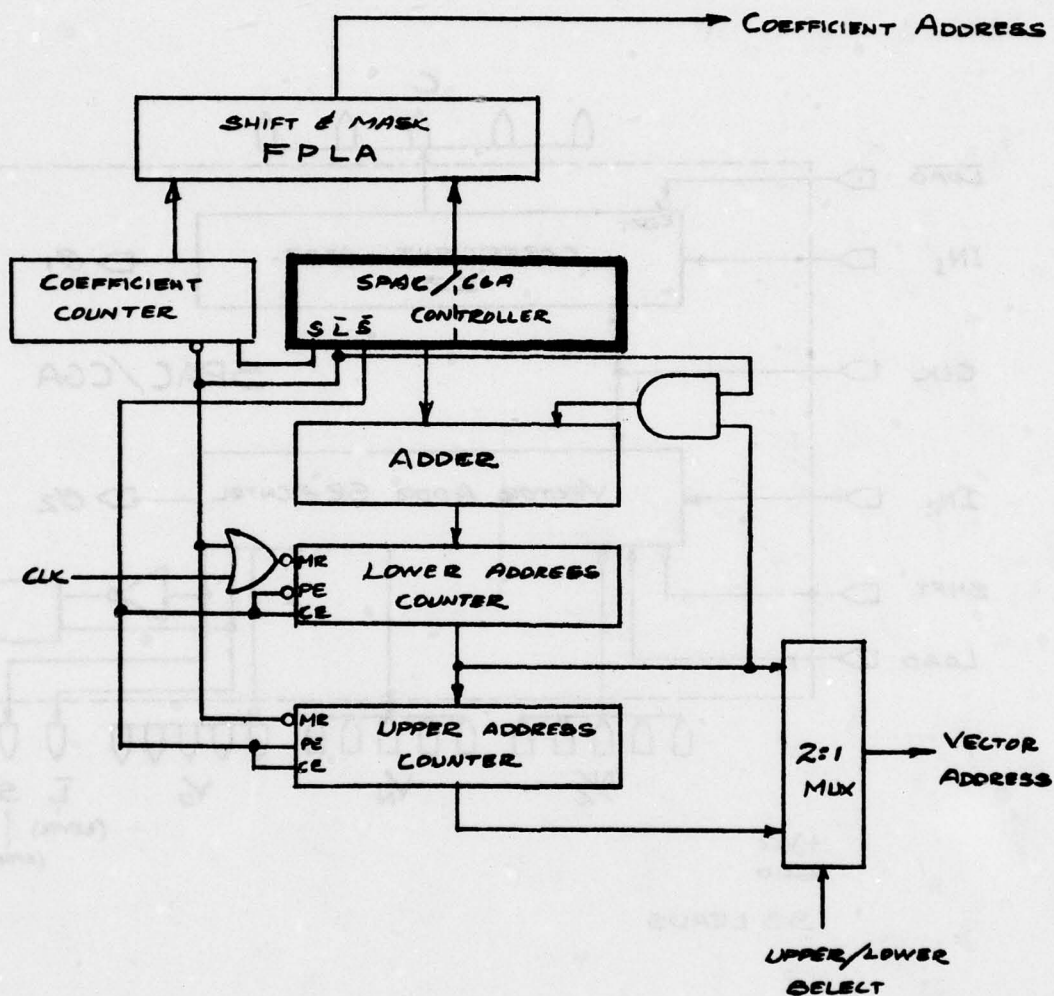 COEFFICIENT ADDRESS
SHIFT & MASK
FPLA
COEFFICIENT
COUNTER
SPAC/CGA
CONTROLLER
S L̅ S̅
ADDER
CLK
MR
PE
CE
LOWER ADDRESS
COUNTER
MR
PE
CE
UPPER ADDRESS
COUNTER
2:1
MUX
VECTOR
ADDRESS
UPPER/LOWER
SELECT